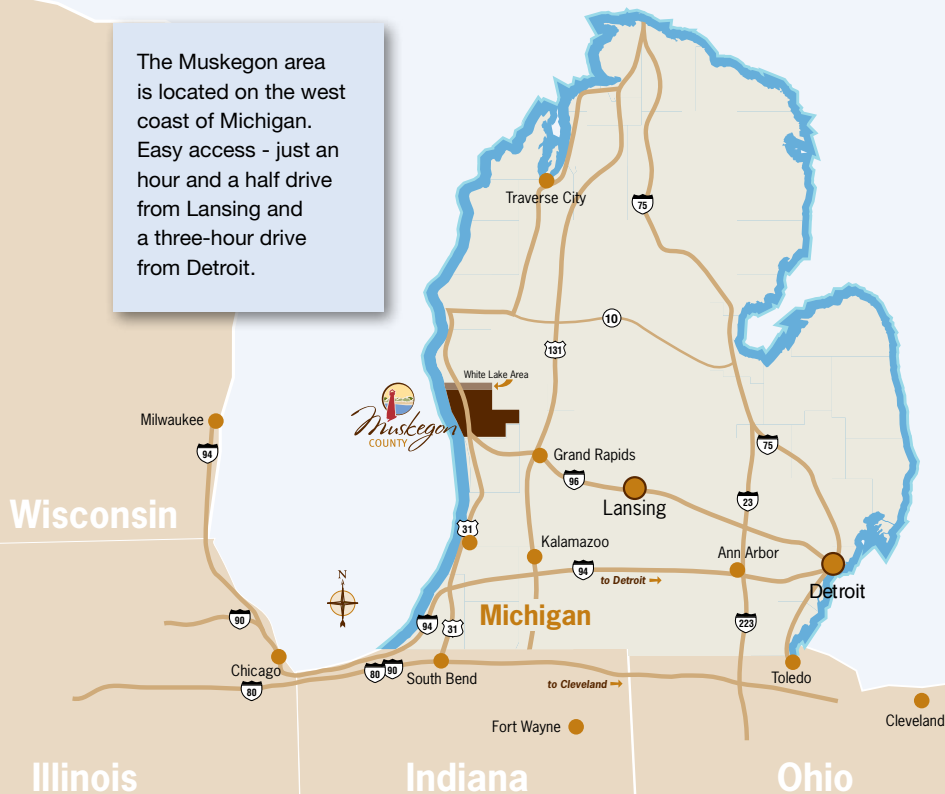 The Muskegon area
is located on the west
coast of Michigan.
Easy access - just an
hour and a half drive
from Lansing and
a three-hour drive
from Detroit.
Traverse City
75
10
131
White Lake Area
Muskegon
COUNTY
Milwaukee
94
Grand Rapids
96
75
Lansing
23
Wisconsin
31
Kalamazoo
Ann Arbor
94
to Detroit
Detroit
N
Michigan
90
94
31
223
Chicago
80
90
South Bend
Toledo
80
to Cleveland
Cleveland
Fort Wayne
Illinois
Indiana
Ohio